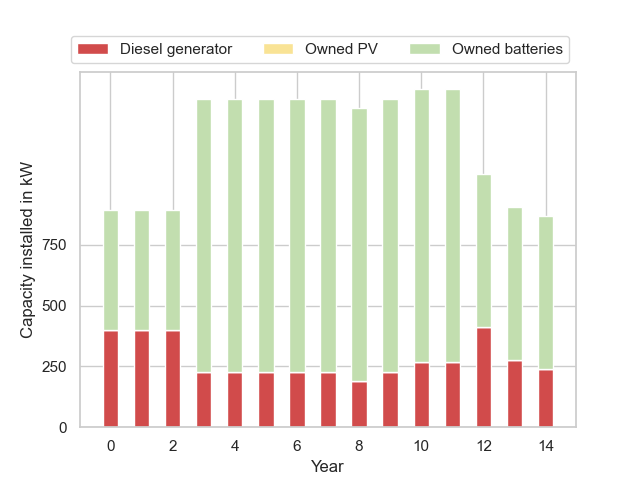 Diesel generator Owned PV Owned batteries
Capacity installed in kW
750
500
250
0
0 2 4 6 8 10 12 14
Year